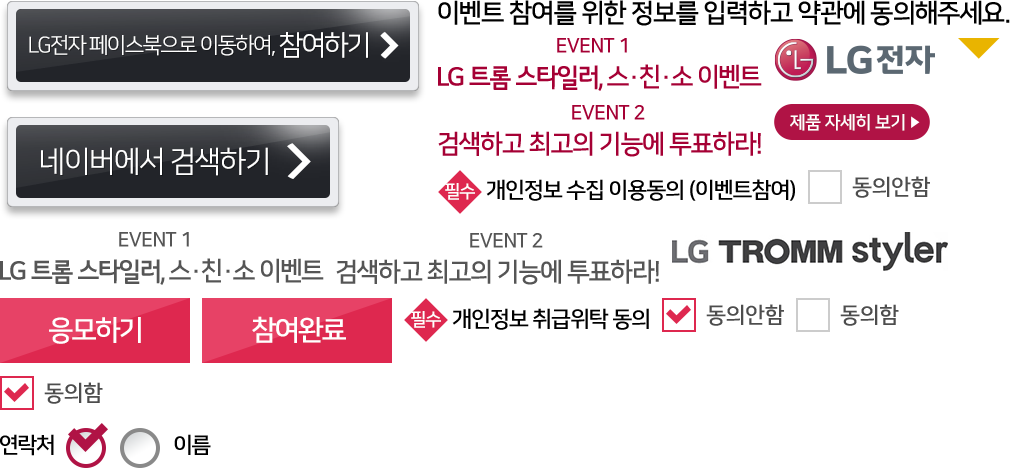 LG전자 페이스북으로 이동하여, 참여하기
이벤트 참여를 위한 정보를 입력하고 약관에 동의해주세요.
EVENT 1
LG 트롬 스타일러, 스·친·소 이벤트
LG전자
EVENT 2
검색하고 최고의 기능에 투표하라!
제품 자세히 보기
네이버에서 검색하기
필수 개인정보 수집 이용동의 (이벤트참여)
동의안함
EVENT 1
LG 트롬 스타일러, 스·친·소 이벤트
EVENT 2
검색하고 최고의 기능에 투표하라!
LG TROMM styler
응모하기
참여완료
필수 개인정보 취급위탁 동의
동의안함
동의함
동의함
연락처
이름